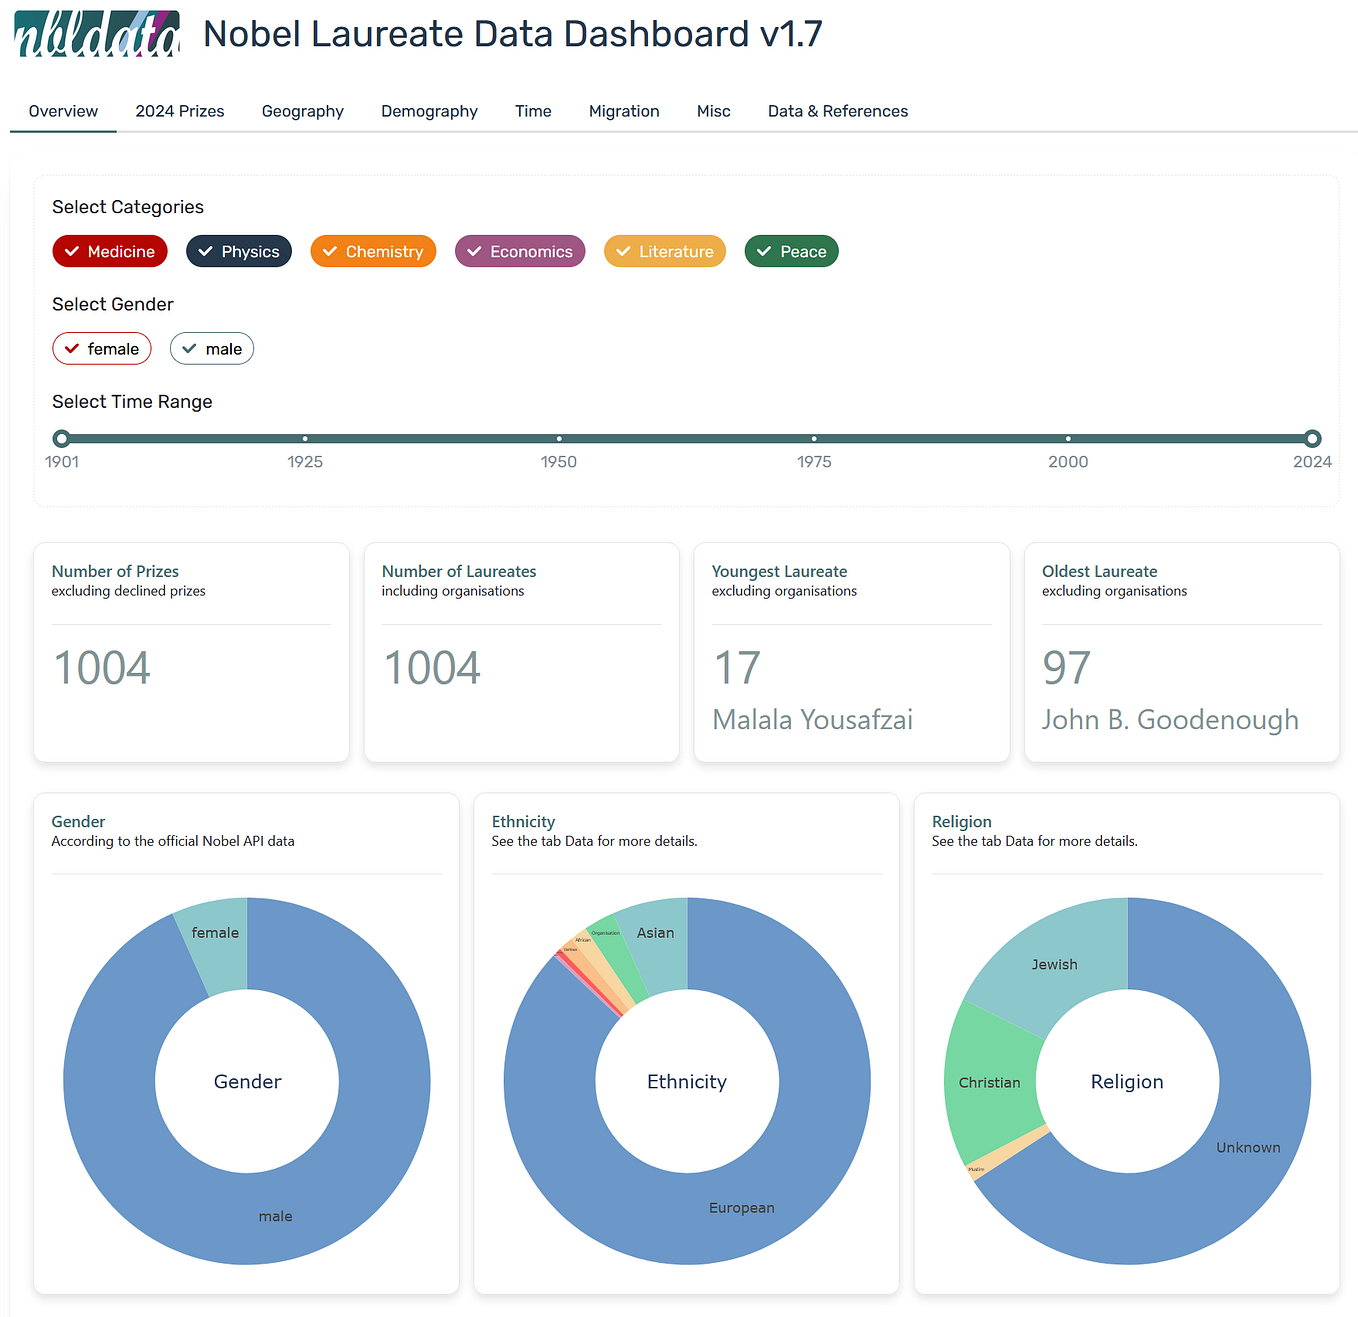 nbldata
Nobel Laureate Data Dashboard v1.7
Overview 2024 Prizes Geography Demography Time Migration Misc Data & References
Select Categories
Medicine Physics Chemistry Economics Literature Peace
Select Gender
female male
Select Time Range
1901 1925 1950 1975 2000 2024
Number of Prizes
excluding declined prizes
1004
Number of Laureates
including organisations
1004
Youngest Laureate
excluding organisations
17
Malala Yousafzai
Oldest Laureate
excluding organisations
97
John B. Goodenough
Gender
According to the official Nobel API data
female
Gender
male
Ethnicity
See the tab Data for more details.
Asian
Organisation
African
Ethnicity
European
Religion
See the tab Data for more details.
Jewish
Christian
Religion
Unknown
Muslim